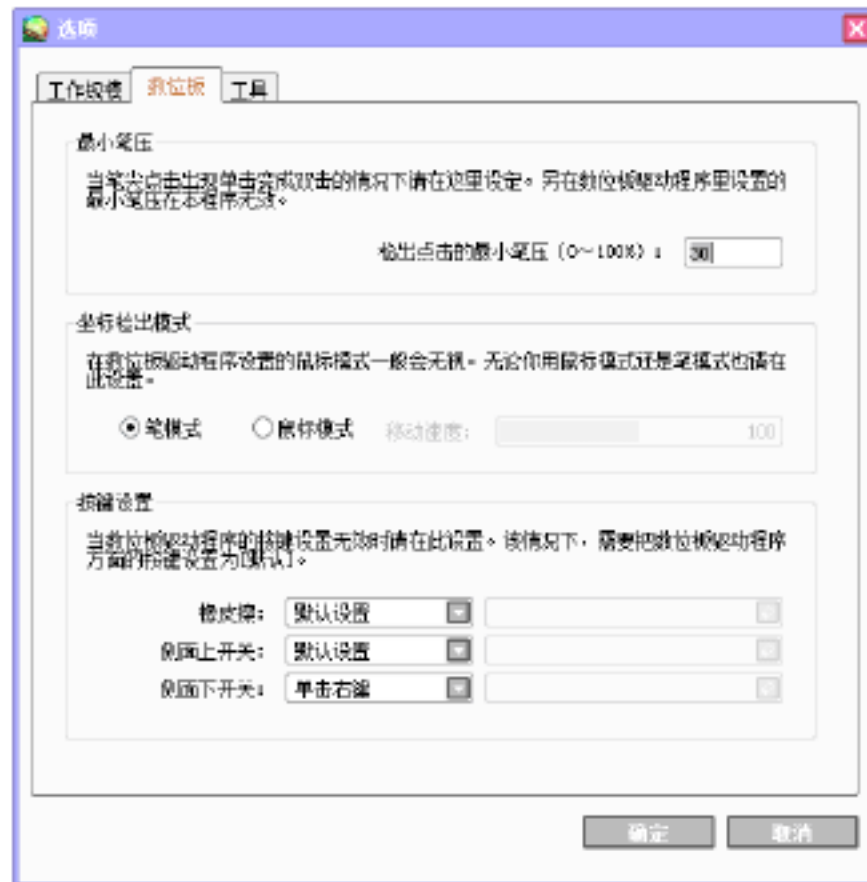 选项
工作规模 数位板 工具
最小笔压
当笔尖点击出现单击完成双击的情况下请在这里设定。另在数位板驱动程序里设置的
最小笔压在本程序无效。
检出点击的最小笔压（0～100%）： 30
坐标检出模式
在数位板驱动程序设置的鼠标模式一般会无视。无论你用鼠标模式还是笔模式也请在
此设置。
笔模式 鼠标模式 移动速度： 100
按键设置
当数位板驱动程序的按键设置无效时请在此设置。该情况下，需要把数位板驱动程序
方面的按键设置为[默认]。
橡皮擦： 默认设置
侧面上开关： 默认设置
侧面下开关： 单击右键
确定 取消